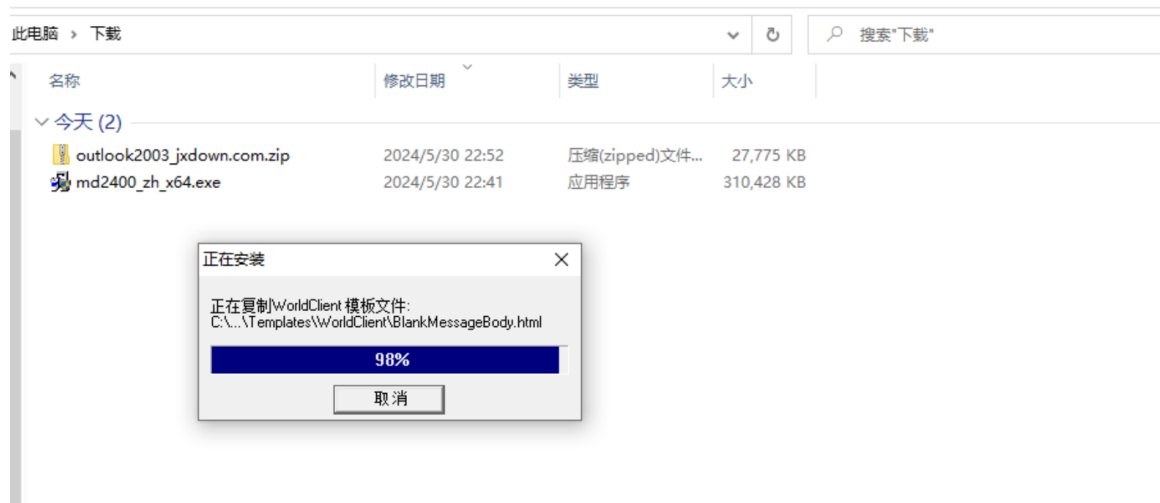 此电脑 › 下载
搜索"下载"
名称 修改日期 类型 大小
今天 (2)
outlook2003_jxdown.com.zip 2024/5/30 22:52 压缩(zipped)文件... 27,775 KB
md2400_zh_x64.exe 2024/5/30 22:41 应用程序 310,428 KB
正在安装
正在复制WorldClient 模板文件:
C:\...\Templates\WorldClient\BlankMessageBody.html
98%
取消